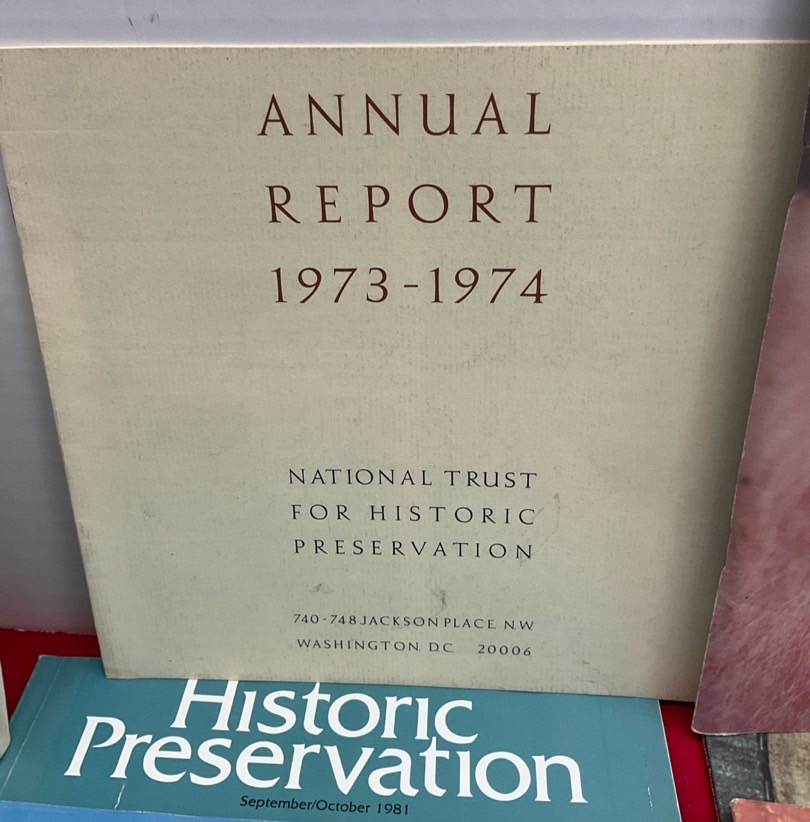 ANNUAL
REPORT
1973-1974
NATIONAL TRUST
FOR HISTORIC
PRESERVATION
740-748 JACKSON PLACE, N.W.
WASHINGTON, D.C. 20006
Historic
Preservation
September/October 1981